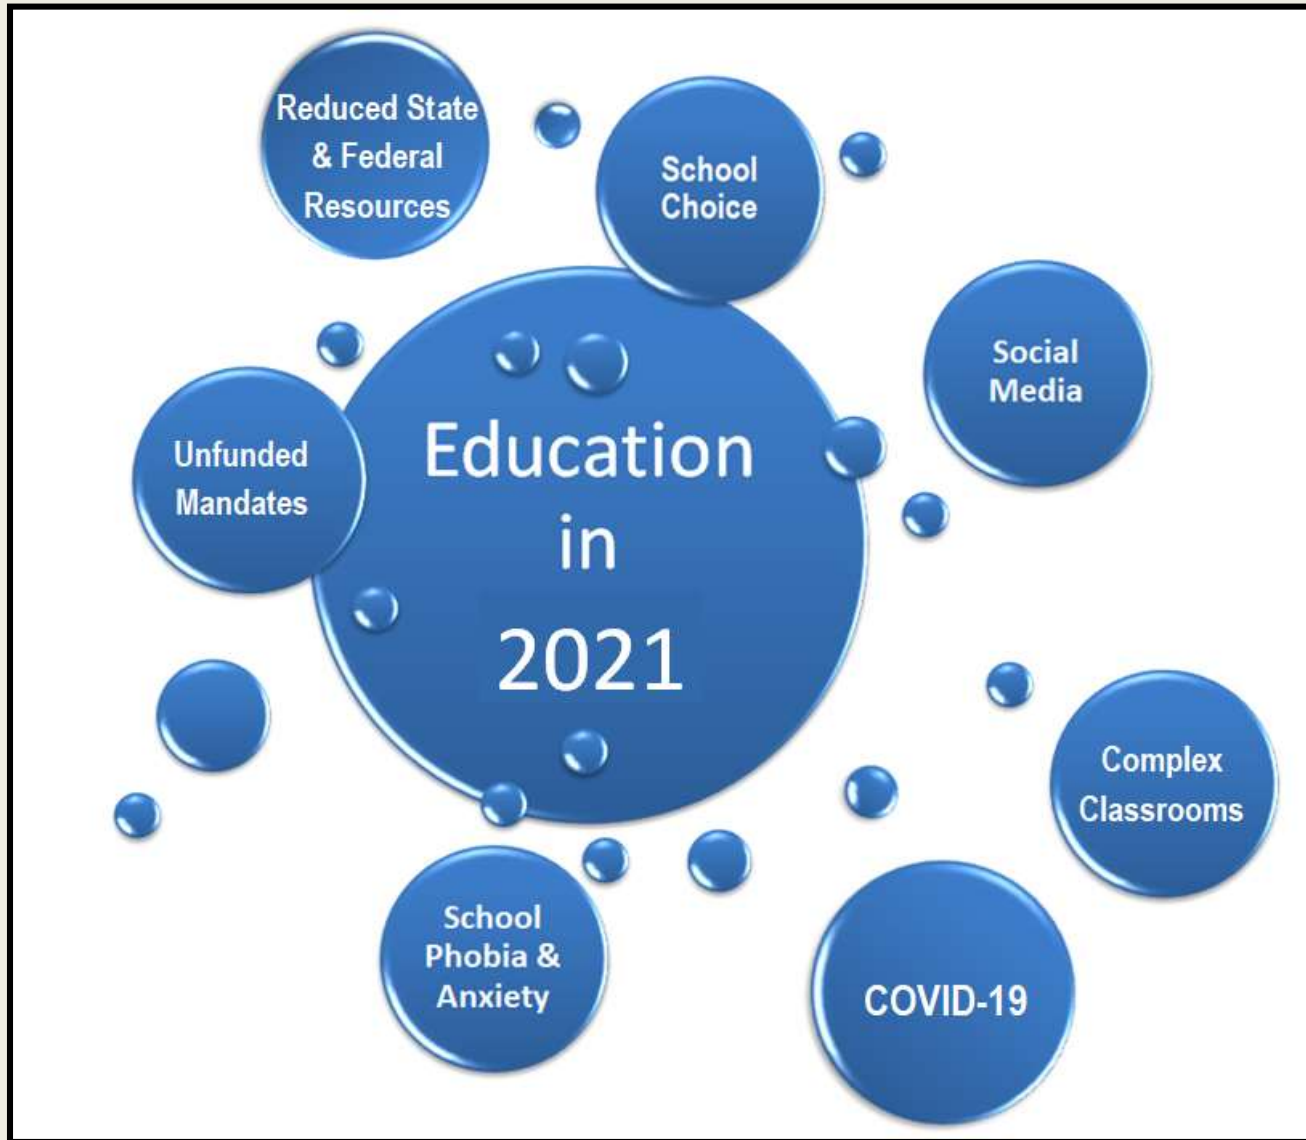 Reduced State
& Federal
Resources
School
Choice
Social
Media
Unfunded
Mandates
Education
in
2021
Complex
Classrooms
School
Phobia &
Anxiety
COVID-19